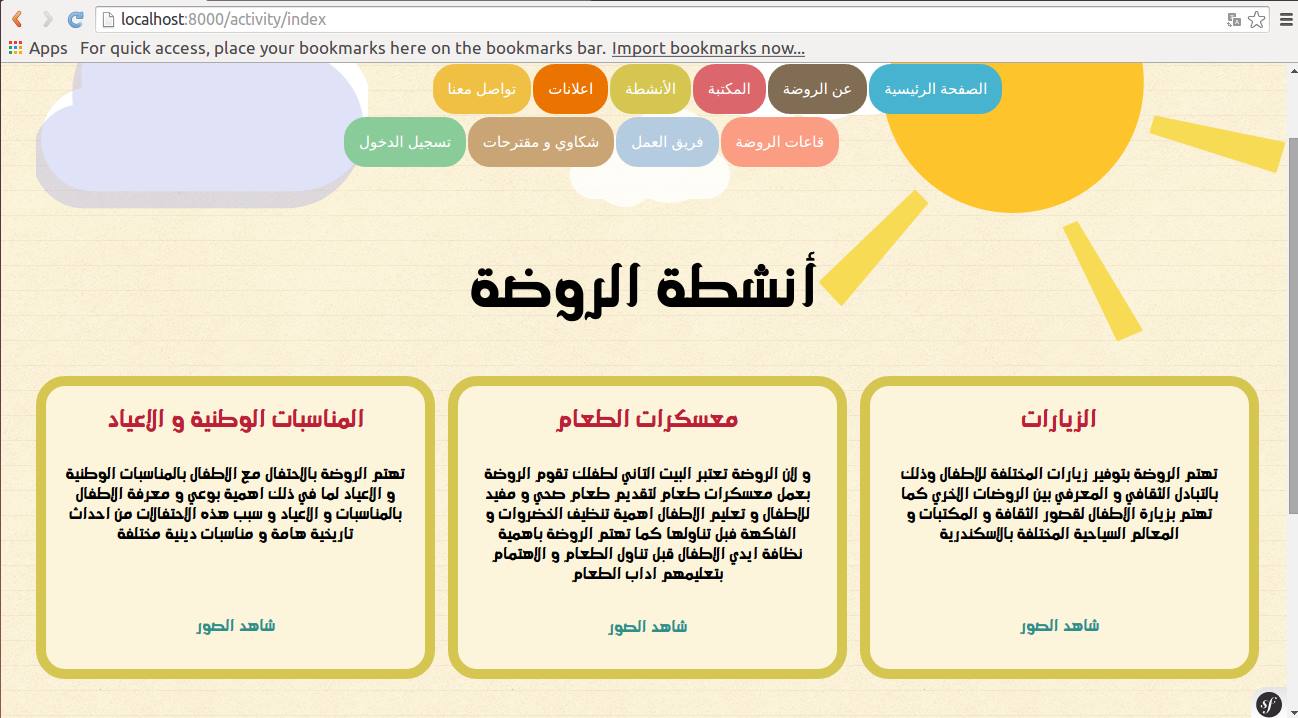 localhost:8000/activity/index
Apps For quick access, place your bookmarks here on the bookmarks bar. Import bookmarks now...
الصفحة الرئيسية عن الروضة المكتبة الأنشطة اعلانات تواصل معنا
قاعات الروضة فريق العمل شكاوي و مقترحات تسجيل الدخول
أنشطة الروضة
الزيارات
تهتم الروضة بتوفير زيارات المختلفة للاطفال وذلك
بالتبادل الثقافي و المعرفي بين الروضات الاخري كما
تهتم بزيارة الاطفال لقصور الثقافة و المكتبات و
المعالم السياحية المختلفة بالاسكندرية
شاهد الصور
معسكرات الطعام
و لان الروضة تعتبر البيت التاني لطفلك تقوم الروضة
بعمل معسكرات طعام لتقديم طعام صحي و مفيد
للاطفال و تعليم الاطفال اهمية تنظيف الخضروات و
الفاكهة فبل تناولها كما تهتم الروضة باهمية
نظافة ايدي الاطفال قبل تناول الطعام و الاهتمام
بتعليمهم اداب الطعام
شاهد الصور
المناسبات الوطنية و الاعياد
تهتم الروضة بالاحتفال مع الاطفال بالمناسبات الوطنية
و الاعياد لما في ذلك اهمية بوعي و معرفة الاطفال
بالمناسبات و الاعياد و سبب هذه الاحتفالات من احداث
تاريخية هامة و مناسبات دينية مختلفة
شاهد الصور
sf